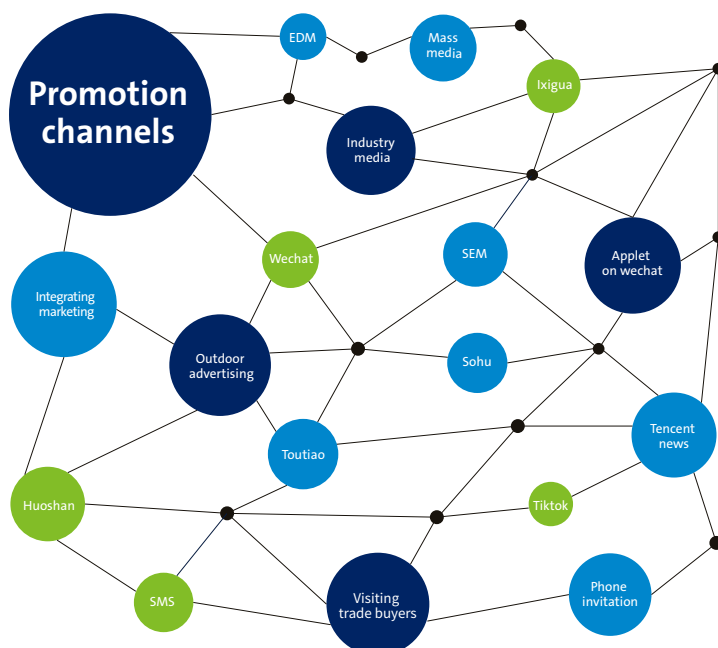 Promotion
channels
EDM
Mass
media
Ixigua
Industry
media
Wechat
SEM
Applet
on wechat
Integrating
marketing
Outdoor
advertising
Sohu
Toutiao
Tencent
news
Huoshan
Tiktok
SMS
Visiting
trade buyers
Phone
invitation